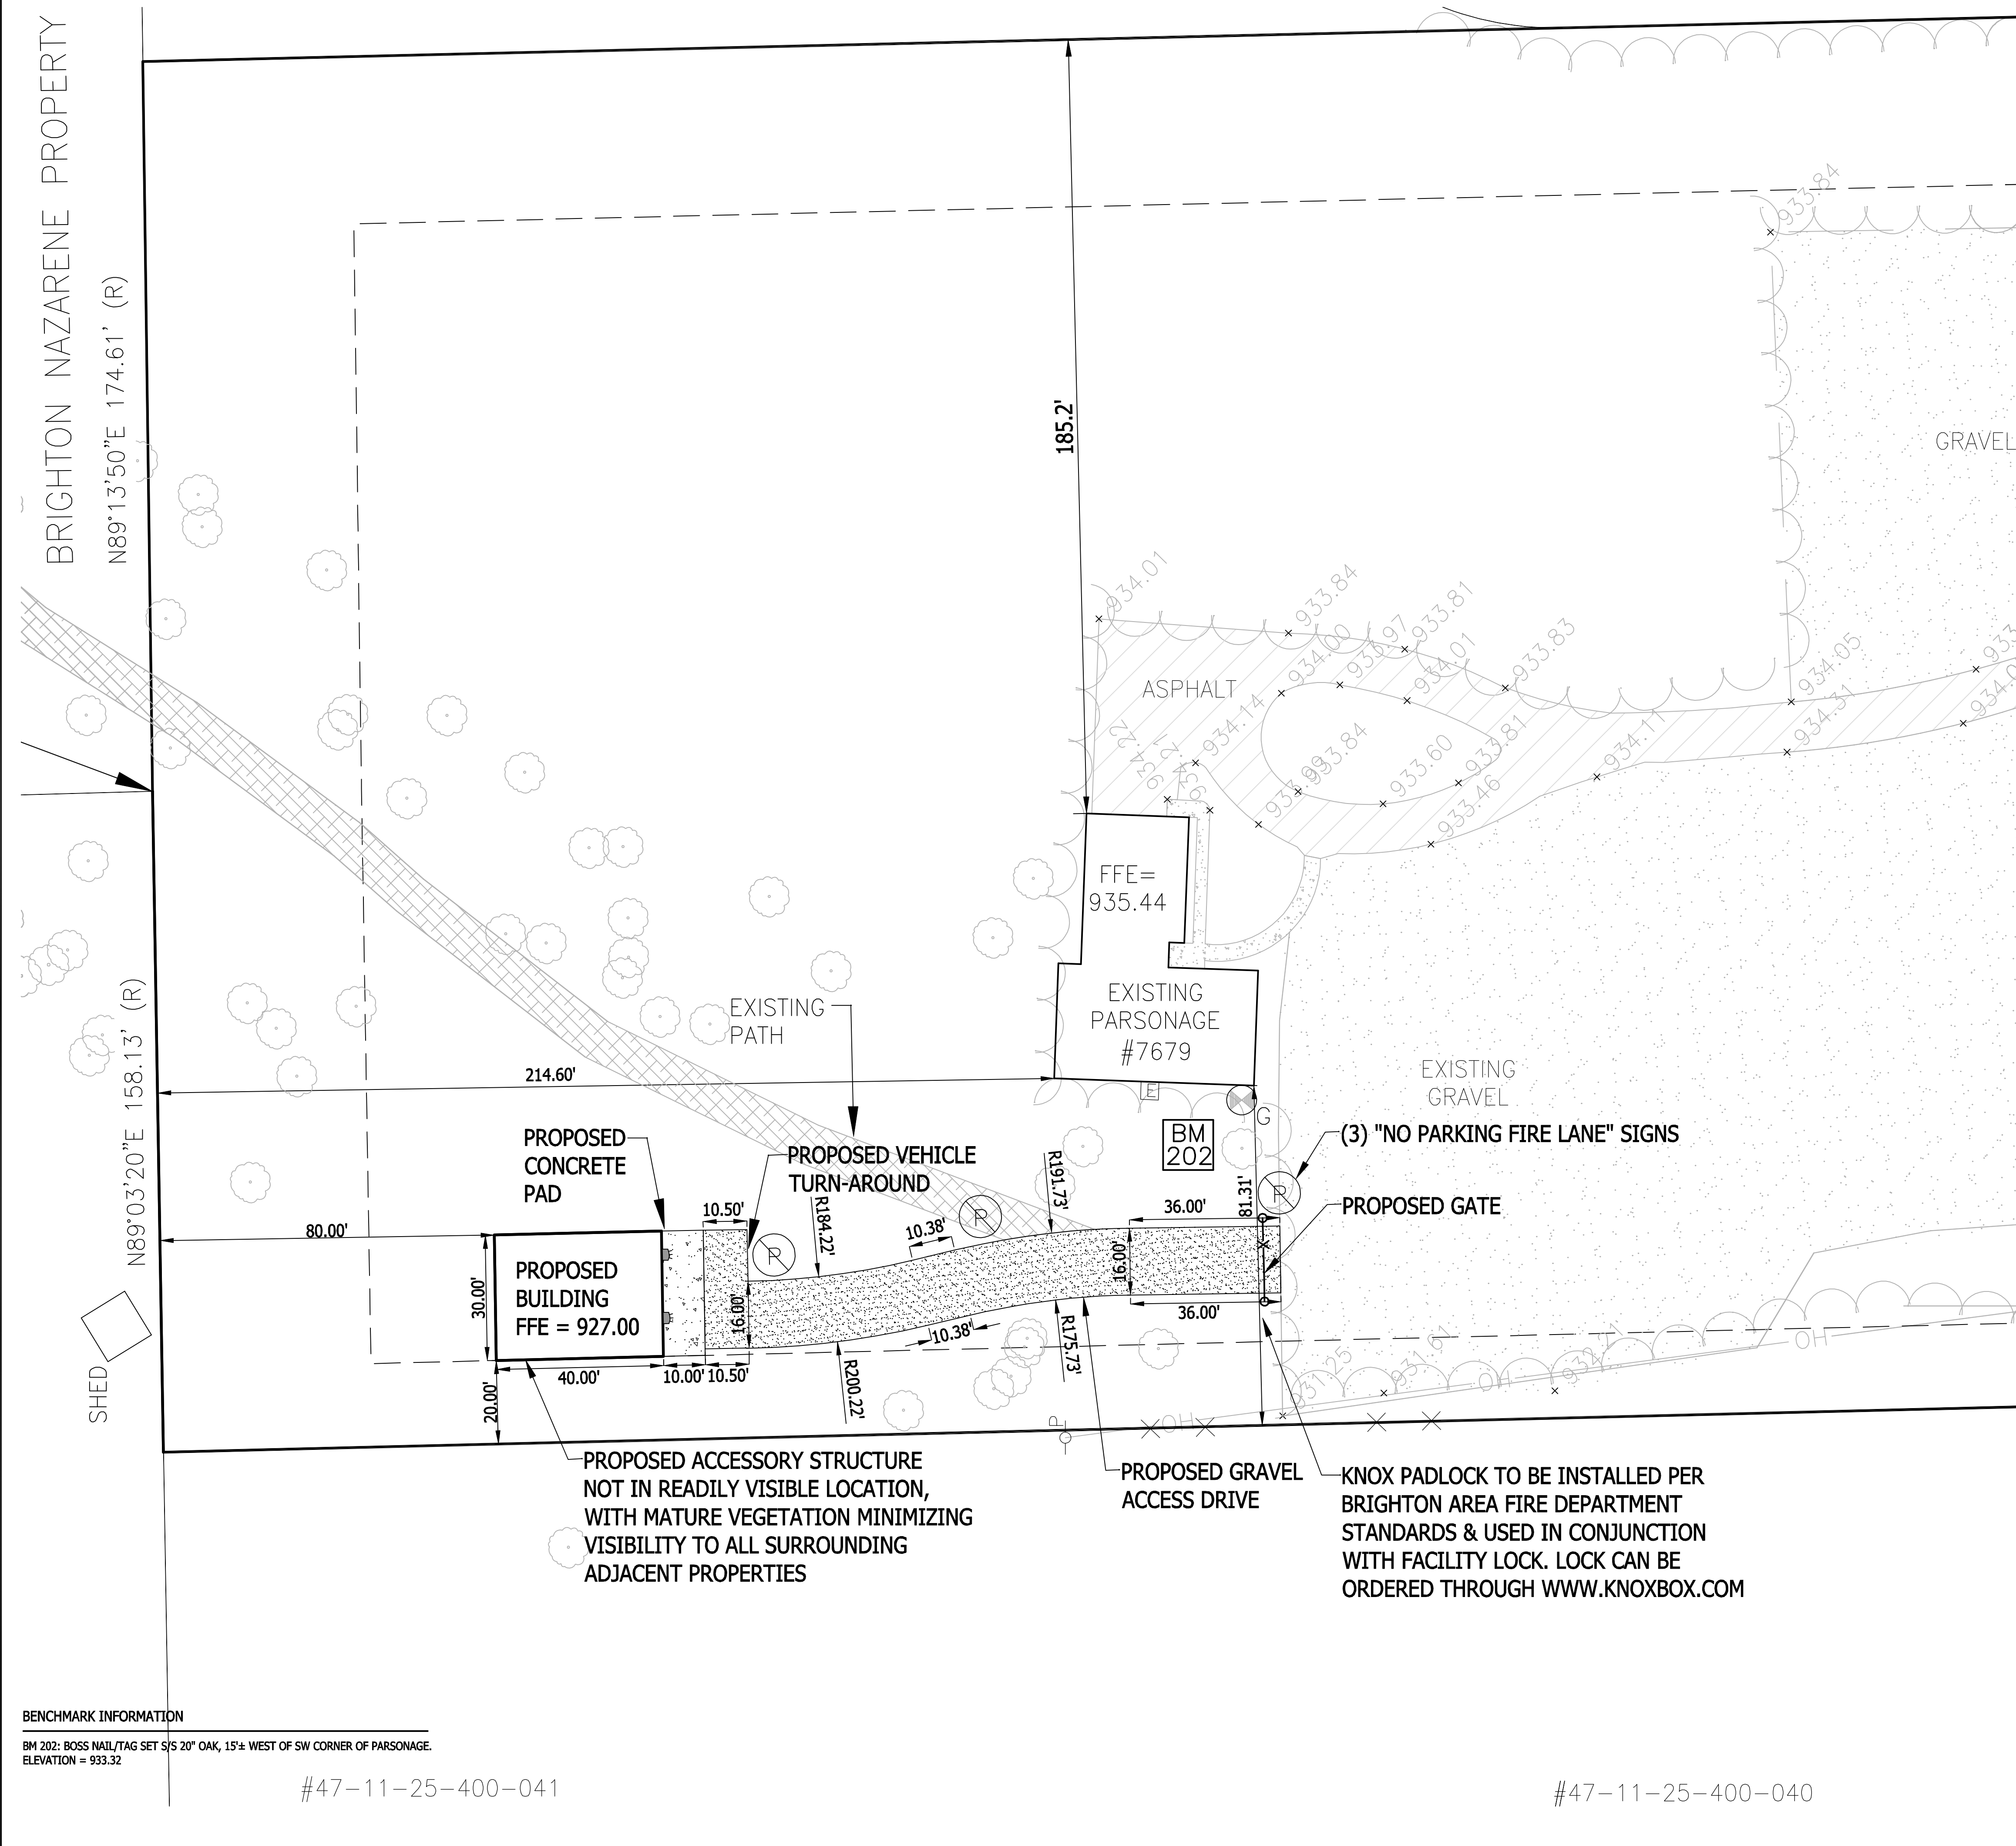 BRIGHTON NAZARENE PROPERTY
N89°13'50"E 174.61' (R)
N89°03'20"E 158.13' (R)
SHED
185.2'
933.84
GRAVEL
934.01
933.84
933.81
934.00
933.97
934.01
933.83
ASPHALT
934.14
934.05
934.31
934.11
933.84
933.60
933.81
933.46
FFE=
935.44
EXISTING
PARSONAGE
#7679
EXISTING
PATH
EXISTING
GRAVEL
214.60'
E
G
BM
202
(3) "NO PARKING FIRE LANE" SIGNS
PROPOSED
CONCRETE
PAD
PROPOSED VEHICLE
TURN-AROUND
PROPOSED GATE
P
P
P
R191.73'
R184.22'
81.31'
36.00'
10.50'
10.38'
80.00'
30.00'
PROPOSED
BUILDING
FFE = 927.00
16.00'
16.00'
36.00'
10.38'
R175.73'
R200.22'
40.00'
10.00'
10.50'
20.00'
931.25
931.61
OH
OH
OH
P
PROPOSED ACCESSORY STRUCTURE
NOT IN READILY VISIBLE LOCATION,
WITH MATURE VEGETATION MINIMIZING
VISIBILITY TO ALL SURROUNDING
ADJACENT PROPERTIES
PROPOSED GRAVEL
ACCESS DRIVE
KNOX PADLOCK TO BE INSTALLED PER
BRIGHTON AREA FIRE DEPARTMENT
STANDARDS & USED IN CONJUNCTION
WITH FACILITY LOCK. LOCK CAN BE
ORDERED THROUGH WWW.KNOXBOX.COM
BENCHMARK INFORMATION
BM 202: BOSS NAIL/TAG SET S/S 20" OAK, 15'± WEST OF SW CORNER OF PARSONAGE.
ELEVATION = 933.32
#47-11-25-400-041
#47-11-25-400-040